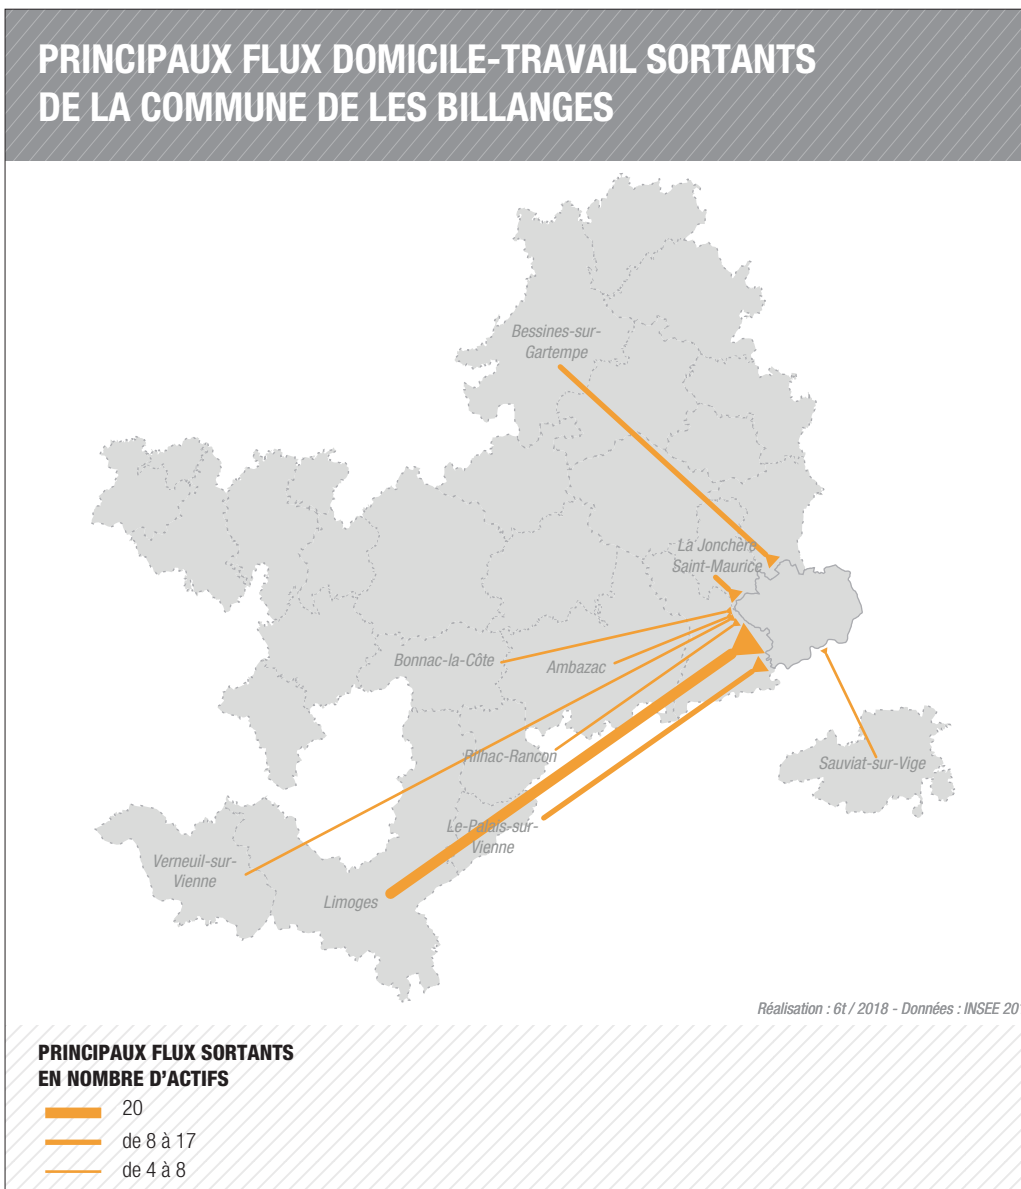 PRINCIPAUX FLUX DOMICILE-TRAVAIL SORTANTS
DE LA COMMUNE DE LES BILLANGES
Bessines-sur-
Gartempe
La Jonchère
Saint-Maurice
Bonnac-la-Côte
Ambazac
Rilhac-Rancon
Sauviat-sur-Vige
Le-Palais-sur-
Vienne
Verneuil-sur-
Vienne
Limoges
Réalisation : 6t / 2018 - Données : INSEE
PRINCIPAUX FLUX SORTANTS
EN NOMBRE D'ACTIFS
20
de 8 à 17
de 4 à 8